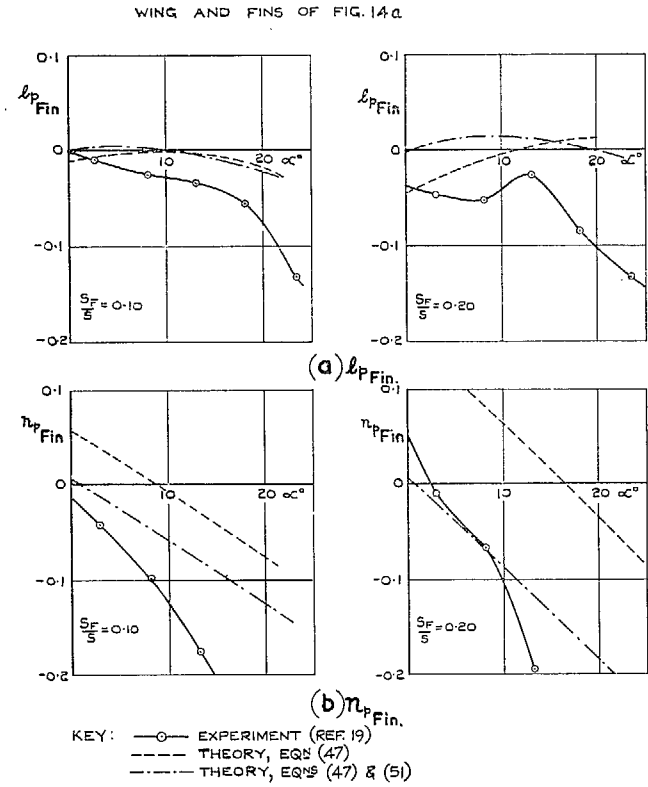 WING AND FINS OF FIG. 14a
0·1
lp Fin
0
10
20 α°
-0·1
SF/S = 0·10
-0·2
0·1
lp Fin
0
10
20 α°
-0·1
SF/S = 0·20
-0·2
(a) lp Fin.
0·1
np Fin
0
10
20 α°
-0·1
SF/S = 0·10
-0·2
0·1
np Fin
0
10
20 α°
-0·1
SF/S = 0·20
-0·2
(b) np Fin.
KEY: EXPERIMENT (REF. 19)
THEORY, EQN (47)
THEORY, EQNS (47) & (51)